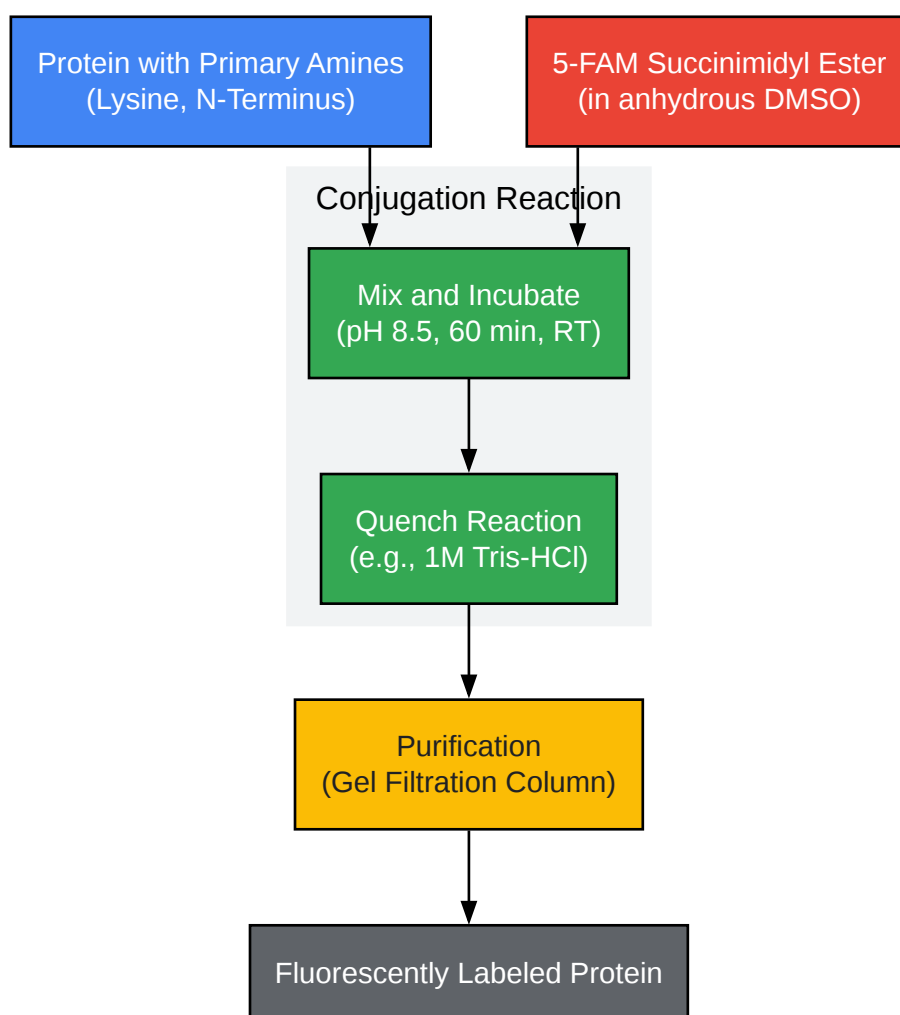 Protein with Primary Amines
(Lysine, N-Terminus)
5-FAM Succinimidyl Ester
(in anhydrous DMSO)
Conjugation Reaction
Mix and Incubate
(pH 8.5, 60 min, RT)
Quench Reaction
(e.g., 1M Tris-HCl)
Purification
(Gel Filtration Column)
Fluorescently Labeled Protein